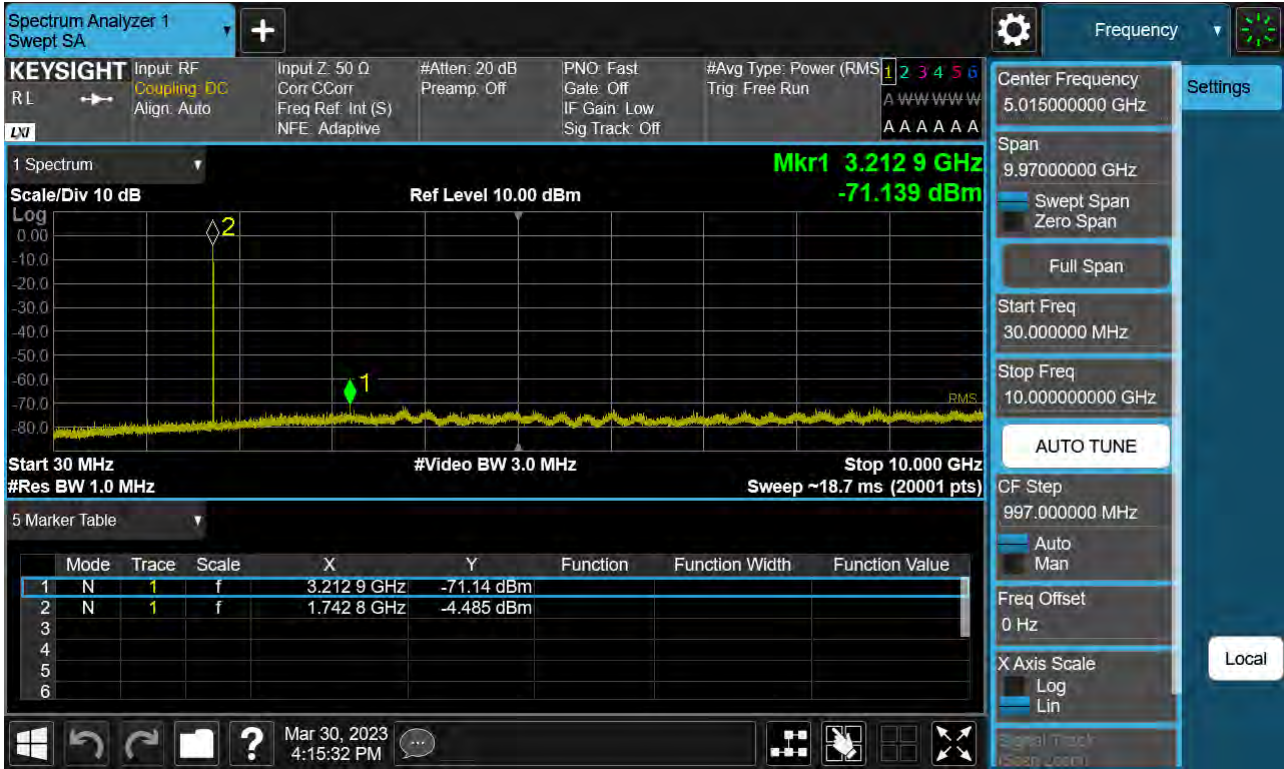 Spectrum Analyzer 1
Swept SA
+
Frequency
KEYSIGHT
RL
LXI
Input: RF
Coupling: DC
Align: Auto
Input Z: 50 Ω
Corr CCorr
Freq Ref: Int (S)
NFE: Adaptive
#Atten: 20 dB
Preamp: Off
PNO: Fast
Gate: Off
IF Gain: Low
Sig Track: Off
#Avg Type: Power (RMS
Trig: Free Run
1 2 3 4 5 6
A W W W W W
A A A A A A
1 Spectrum
Mkr1 3.212 9 GHz
-71.139 dBm
Scale/Div 10 dB
Ref Level 10.00 dBm
Log
0.00
-10.0
-20.0
-30.0
-40.0
-50.0
-60.0
-70.0
-80.0
2
1
RMS
Start 30 MHz
#Video BW 3.0 MHz
Stop 10.000 GHz
#Res BW 1.0 MHz
Sweep ~18.7 ms (20001 pts)
5 Marker Table
Mode Trace Scale X Y Function Function Width Function Value
1 N 1 f 3.212 9 GHz -71.14 dBm
2 N 1 f 1.742 8 GHz -4.485 dBm
3
4
5
6
Mar 30, 2023
4:15:32 PM
?
Center Frequency
5.015000000 GHz
Settings
Span
9.97000000 GHz
Swept Span
Zero Span
Full Span
Start Freq
30.000000 MHz
Stop Freq
10.000000000 GHz
AUTO TUNE
CF Step
997.000000 MHz
Auto
Man
Freq Offset
0 Hz
X Axis Scale
Log
Lin
Local
Signal Track
(Span Zoom)